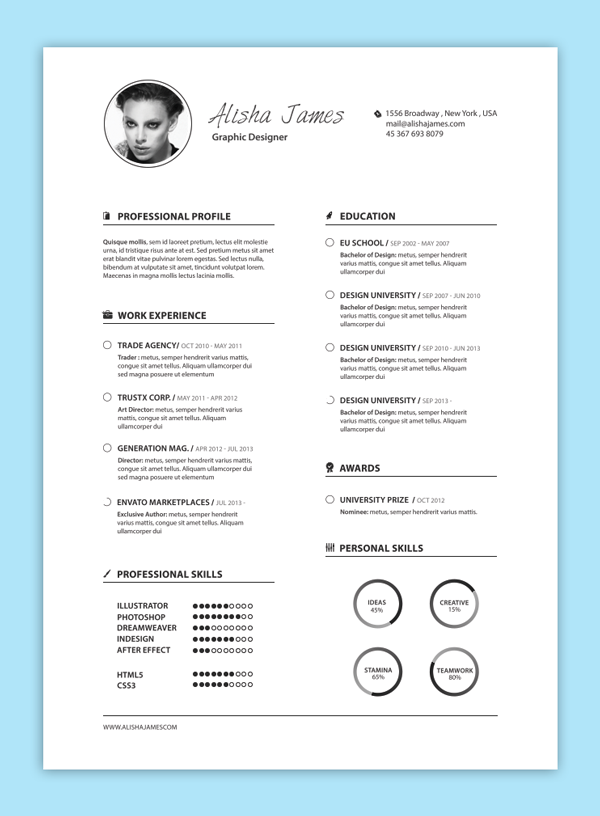 Alisha James
Graphic Designer
1556 Broadway , New York , USA
mail@alishajames.com
45 367 693 8079
PROFESSIONAL PROFILE
Quisque mollis, sem id laoreet pretium, lectus elit molestie
urna, id tristique risus ante at est. Sed pretium metus sit amet
erat blandit vitae pulvinar lorem egestas. Sed lectus nulla,
bibendum at vulputate sit amet, tincidunt volutpat lorem.
Maecenas in magna mollis lectus lacinia mollis.
WORK EXPERIENCE
TRADE AGENCY/ OCT 2010 - MAY 2011
Trader : metus, semper hendrerit varius mattis,
congue sit amet tellus. Aliquam ullamcorper dui
sed magna posuere ut elementum
TRUSTX CORP. / MAY 2011 - APR 2012
Art Director: metus, semper hendrerit varius
mattis, congue sit amet tellus. Aliquam
ullamcorper dui
GENERATION MAG. / APR 2012 - JUL 2013
Director: metus, semper hendrerit varius mattis,
congue sit amet tellus. Aliquam ullamcorper dui
sed magna posuere ut elementum
ENVATO MARKETPLACES / JUL 2013 -
Exclusive Author: metus, semper hendrerit
varius mattis, congue sit amet tellus. Aliquam
ullamcorper dui
PROFESSIONAL SKILLS
ILLUSTRATOR
PHOTOSHOP
DREAMWEAVER
INDESIGN
AFTER EFFECT
HTML5
CSS3
EDUCATION
EU SCHOOL / SEP 2002 - MAY 2007
Bachelor of Design: metus, semper hendrerit
varius mattis, congue sit amet tellus. Aliquam
ullamcorper dui
DESIGN UNIVERSITY / SEP 2007 - JUN 2010
Bachelor of Design: metus, semper hendrerit
varius mattis, congue sit amet tellus. Aliquam
ullamcorper dui
DESIGN UNIVERSITY / SEP 2010 - JUN 2013
Bachelor of Design: metus, semper hendrerit
varius mattis, congue sit amet tellus. Aliquam
ullamcorper dui
DESIGN UNIVERSITY / SEP 2013 -
Bachelor of Design: metus, semper hendrerit
varius mattis, congue sit amet tellus. Aliquam
ullamcorper dui
AWARDS
UNIVERSITY PRIZE / OCT 2012
Nominee: metus, semper hendrerit varius mattis.
PERSONAL SKILLS
IDEAS
45%
CREATIVE
15%
STAMINA
65%
TEAMWORK
80%
WWW.ALISHAJAMESCOM